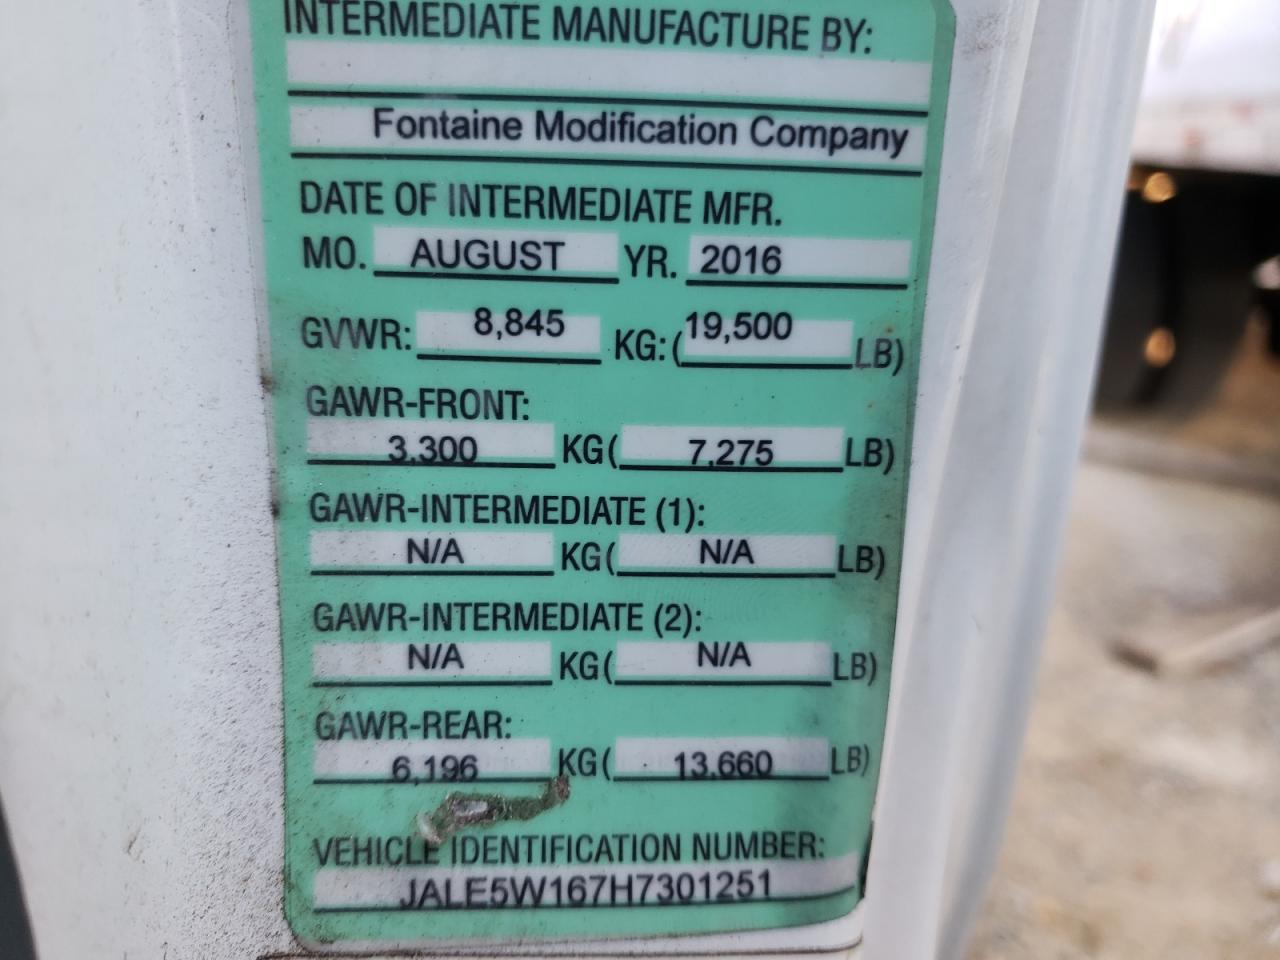 INTERMEDIATE MANUFACTURE BY:
Fontaine Modification Company
DATE OF INTERMEDIATE MFR.
MO. AUGUST YR. 2016
GVWR: 8,845 KG: (19,500 LB)
GAWR-FRONT:
3,300 KG( 7,275 LB)
GAWR-INTERMEDIATE (1):
N/A KG( N/A LB)
GAWR-INTERMEDIATE (2):
N/A KG( N/A LB)
GAWR-REAR:
6,196 KG( 13,660 LB)
VEHICLE IDENTIFICATION NUMBER:
JALE5W167H7301251